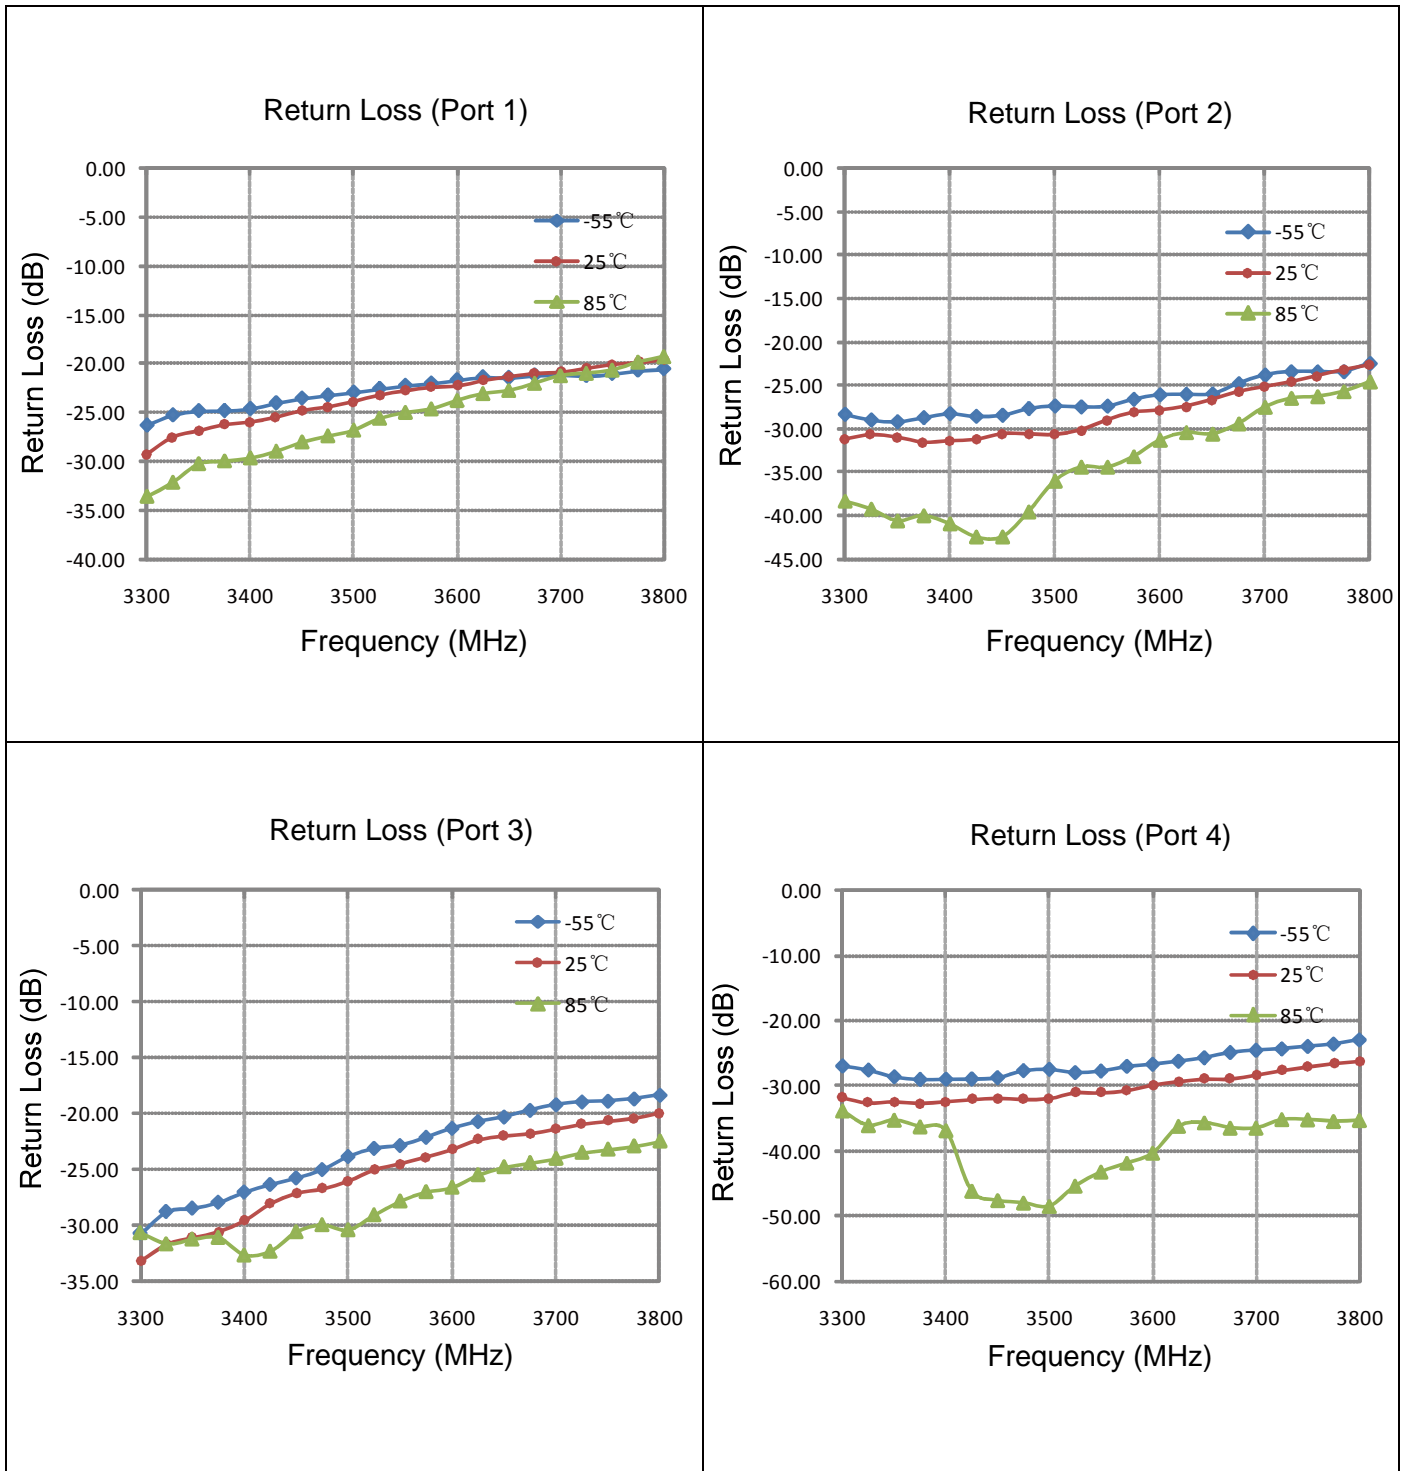 Return Loss (Port 1)
0.00
-5.00
-10.00
-15.00
-20.00
-25.00
-30.00
-35.00
-40.00
Return Loss (dB)
-55℃
25℃
85℃
3300 3400 3500 3600 3700 3800
Frequency (MHz)
Return Loss (Port 2)
0.00
-5.00
-10.00
-15.00
-20.00
-25.00
-30.00
-35.00
-40.00
-45.00
Return Loss (dB)
-55℃
25℃
85℃
3300 3400 3500 3600 3700 3800
Frequency (MHz)
Return Loss (Port 3)
0.00
-5.00
-10.00
-15.00
-20.00
-25.00
-30.00
-35.00
Return Loss (dB)
-55℃
25℃
85℃
3300 3400 3500 3600 3700 3800
Frequency (MHz)
Return Loss (Port 4)
0.00
-10.00
-20.00
-30.00
-40.00
-50.00
-60.00
Return Loss (dB)
-55℃
25℃
85℃
3300 3400 3500 3600 3700 3800
Frequency (MHz)